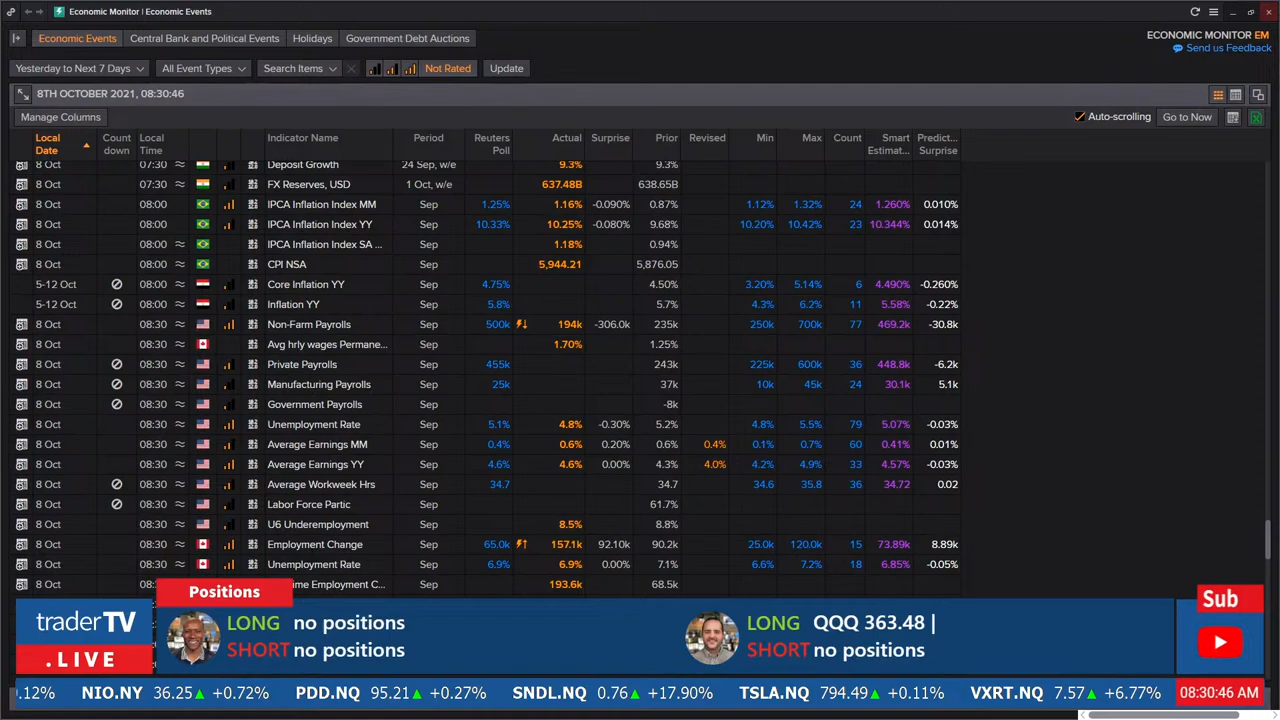 Economic Monitor | Economic Events
Economic Events Central Bank and Political Events Holidays Government Debt Auctions
ECONOMIC MONITOR EM
Send us Feedback
Yesterday to Next 7 Days All Event Types Search Items Not Rated Update
8TH OCTOBER 2021, 08:30:46
Manage Columns Auto-scrolling Go to Now
Local Date Count down Local Time Indicator Name Period Reuters Poll Actual Surprise Prior Revised Min Max Count Smart Estimat... Predict... Surprise
8 Oct 07:30 Deposit Growth 24 Sep, w/e 9.3% 9.3%
8 Oct 07:30 FX Reserves, USD 1 Oct, w/e 637.48B 638.65B
8 Oct 08:00 IPCA Inflation Index MM Sep 1.25% 1.16% -0.090% 0.87% 1.12% 1.32% 24 1.260% 0.010%
8 Oct 08:00 IPCA Inflation Index YY Sep 10.33% 10.25% -0.080% 9.68% 10.20% 10.42% 23 10.344% 0.014%
8 Oct 08:00 IPCA Inflation Index SA ... Sep 1.18% 0.94%
8 Oct 08:00 CPI NSA Sep 5,944.21 5,876.05
5-12 Oct 08:00 Core Inflation YY Sep 4.75% 4.50% 3.20% 5.14% 6 4.490% -0.260%
5-12 Oct 08:00 Inflation YY Sep 5.8% 5.7% 4.3% 6.2% 11 5.58% -0.22%
8 Oct 08:30 Non-Farm Payrolls Sep 500k 194k -306.0k 235k 250k 700k 77 469.2k -30.8k
8 Oct 08:30 Avg hrly wages Permane... Sep 1.70% 1.25%
8 Oct 08:30 Private Payrolls Sep 455k 243k 225k 600k 36 448.8k -6.2k
8 Oct 08:30 Manufacturing Payrolls Sep 25k 37k 10k 45k 24 30.1k 5.1k
8 Oct 08:30 Government Payrolls Sep -8k
8 Oct 08:30 Unemployment Rate Sep 5.1% 4.8% -0.30% 5.2% 4.8% 5.5% 79 5.07% -0.03%
8 Oct 08:30 Average Earnings MM Sep 0.4% 0.6% 0.20% 0.6% 0.4% 0.1% 0.7% 60 0.41% 0.01%
8 Oct 08:30 Average Earnings YY Sep 4.6% 4.6% 0.00% 4.3% 4.0% 4.2% 4.9% 33 4.57% -0.03%
8 Oct 08:30 Average Workweek Hrs Sep 34.7 34.7 34.6 35.8 36 34.72 0.02
8 Oct 08:30 Labor Force Partic Sep 61.7%
8 Oct 08:30 U6 Underemployment Sep 8.5% 8.8%
8 Oct 08:30 Employment Change Sep 65.0k 157.1k 92.10k 90.2k 25.0k 120.0k 15 73.89k 8.89k
8 Oct 08:30 Unemployment Rate Sep 6.9% 6.9% 0.00% 7.1% 6.6% 7.2% 18 6.85% -0.05%
8 Oct ime Employment C... Sep 193.6k 68.5k
Positions
traderTV
.LIVE
LONG no positions
SHORT no positions
LONG QQQ 363.48 |
SHORT no positions
Sub
.12% NIO.NY 36.25 +0.72% PDD.NQ 95.21 +0.27% SNDL.NQ 0.76 +17.90% TSLA.NQ 794.49 +0.11% VXRT.NQ 7.57 +6.77% 08:30:46 AM